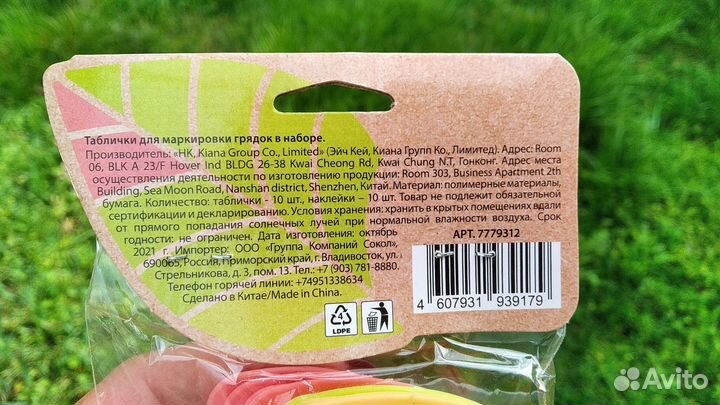 Таблички для маркировки грядок в наборе.
Производитель: «HK, Kiana Group Co., Limited» (Эйч Кей, Киана Групп Ко., Лимитед). Адрес: Room
06, BLK A 23/F Hover Ind BLDG 26-38 Kwai Cheong Rd, Kwai Chung N.T, Гонконг. Адрес места
осуществления деятельности по изготовлению продукции: Room 303, Business Apartment 2th
Building, Sea Moon Road, Nanshan district, Shenzhen, Китай. Материал: полимерные материалы,
бумага. Количество: таблички - 10 шт., наклейки – 10 шт. Товар не подлежит обязательной
сертификации и декларированию. Условия хранения: хранить в крытых помещениях вдали
от прямого попадания солнечных лучей при нормальной влажности воздуха. Срок
годности: не ограничен. Дата изготовления: октябрь
2021 г. Импортер: ООО «Группа Компаний Сокол»,
690065, Россия, Приморский край, г. Владивосток, ул.
Стрельникова, д. 3, пом. 13. Тел.: +7 (903) 781-8880.
Телефон горячей линии: +74951338634
Сделано в Китае/Made in China.
АРТ. 7779312
4 607931 939179
4
LDPE
Avito